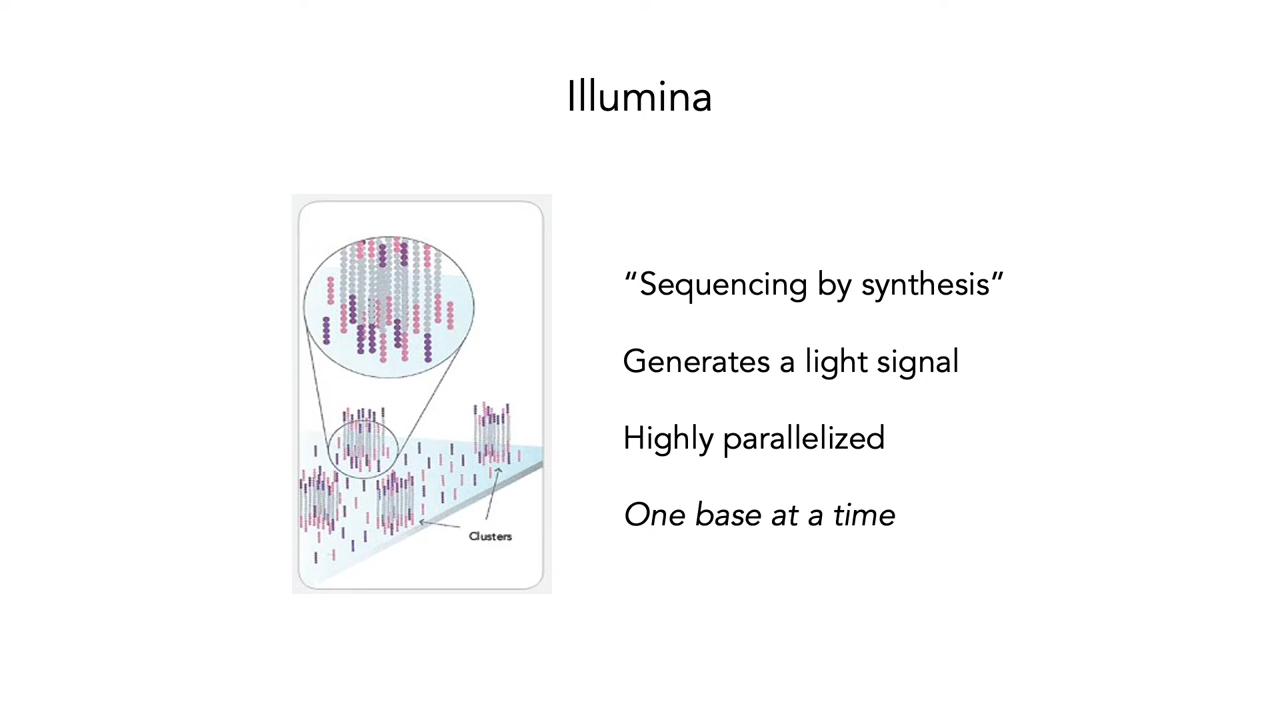 Illumina
Clusters
“Sequencing by synthesis”
Generates a light signal
Highly parallelized
One base at a time